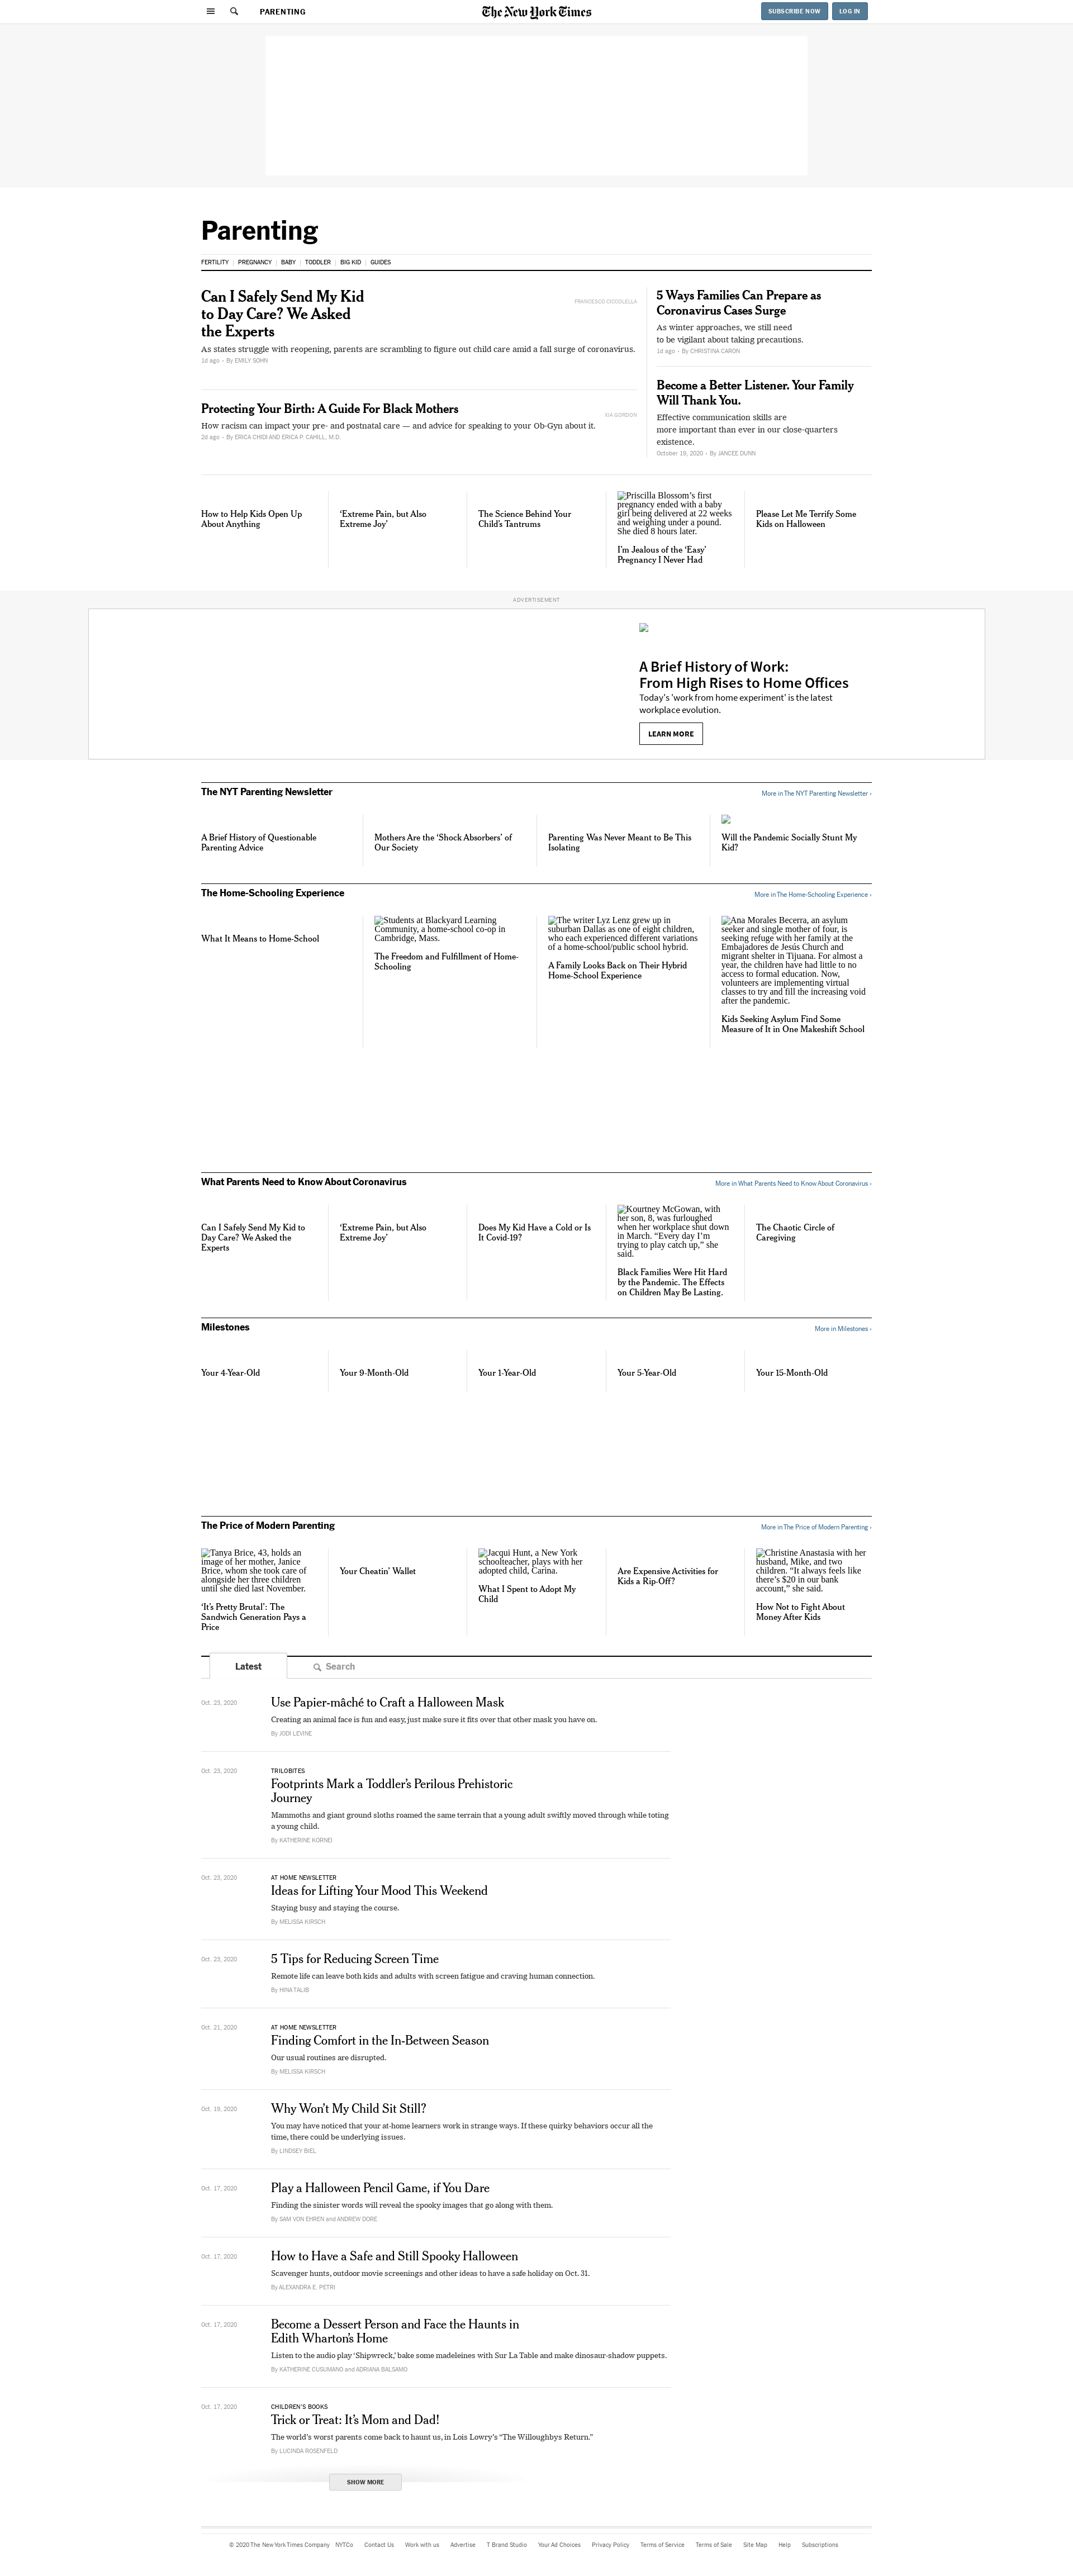 PARENTING
The New York Times
SUBSCRIBE NOW
LOG IN
Parenting
FERTILITY
PREGNANCY
BABY
TODDLER
BIG KID
GUIDES
Can I Safely Send My Kid
to Day Care? We Asked
the Experts
FRANCESCO CICCOLELLA
As states struggle with reopening, parents are scrambling to figure out child care amid a fall surge of coronavirus.
1d ago · By EMILY SOHN
Protecting Your Birth: A Guide For Black Mothers
XIA GORDON
How racism can impact your pre- and postnatal care — and advice for speaking to your Ob-Gyn about it.
2d ago · By ERICA CHIDI AND ERICA P. CAHILL, M.D.
5 Ways Families Can Prepare as
Coronavirus Cases Surge
As winter approaches, we still need
to be vigilant about taking precautions.
1d ago · By CHRISTINA CARON
Become a Better Listener. Your Family
Will Thank You.
Effective communication skills are
more important than ever in our close-quarters
existence.
October 19, 2020 · By JANCEE DUNN
How to Help Kids Open Up
About Anything
‘Extreme Pain, but Also
Extreme Joy’
The Science Behind Your
Child’s Tantrums
Priscilla Blossom’s first
pregnancy ended with a baby
girl being delivered at 22 weeks
and weighing under a pound.
She died 8 hours later.
I’m Jealous of the ‘Easy’
Pregnancy I Never Had
Please Let Me Terrify Some
Kids on Halloween
ADVERTISEMENT
A Brief History of Work:
From High Rises to Home Offices
Today's 'work from home experiment' is the latest
workplace evolution.
LEARN MORE
The NYT Parenting Newsletter
More in The NYT Parenting Newsletter ›
A Brief History of Questionable
Parenting Advice
Mothers Are the ‘Shock Absorbers’ of
Our Society
Parenting Was Never Meant to Be This
Isolating
Will the Pandemic Socially Stunt My
Kid?
The Home-Schooling Experience
More in The Home-Schooling Experience ›
What It Means to Home-School
Students at Blackyard Learning
Community, a home-school co-op in
Cambridge, Mass.
The Freedom and Fulfillment of Home-
Schooling
The writer Lyz Lenz grew up in
suburban Dallas as one of eight children,
who each experienced different variations
of a home-school/public school hybrid.
A Family Looks Back on Their Hybrid
Home-School Experience
Ana Morales Becerra, an asylum
seeker and single mother of four, is
seeking refuge with her family at the
Embajadores de Jesús Church and
migrant shelter in Tijuana. For almost a
year, the children have had little to no
access to formal education. Now,
volunteers are implementing virtual
classes to try and fill the increasing void
after the pandemic.
Kids Seeking Asylum Find Some
Measure of It in One Makeshift School
What Parents Need to Know About Coronavirus
More in What Parents Need to Know About Coronavirus ›
Can I Safely Send My Kid to
Day Care? We Asked the
Experts
‘Extreme Pain, but Also
Extreme Joy’
Does My Kid Have a Cold or Is
It Covid-19?
Kourtney McGowan, with
her son, 8, was furloughed
when her workplace shut down
in March. “Every day I’m
trying to play catch up,” she
said.
Black Families Were Hit Hard
by the Pandemic. The Effects
on Children May Be Lasting.
The Chaotic Circle of
Caregiving
Milestones
More in Milestones ›
Your 4-Year-Old
Your 9-Month-Old
Your 1-Year-Old
Your 5-Year-Old
Your 15-Month-Old
The Price of Modern Parenting
More in The Price of Modern Parenting ›
Tanya Brice, 43, holds an
image of her mother, Janice
Brice, whom she took care of
alongside her three children
until she died last November.
‘It’s Pretty Brutal’: The
Sandwich Generation Pays a
Price
Your Cheatin’ Wallet
Jacqui Hunt, a New York
schoolteacher, plays with her
adopted child, Carina.
What I Spent to Adopt My
Child
Are Expensive Activities for
Kids a Rip-Off?
Christine Anastasia with her
husband, Mike, and two
children. “It always feels like
there’s $20 in our bank
account,” she said.
How Not to Fight About
Money After Kids
Latest
Search
Oct. 23, 2020
Use Papier-mâché to Craft a Halloween Mask
Creating an animal face is fun and easy, just make sure it fits over that other mask you have on.
By JODI LEVINE
Oct. 23, 2020
TRILOBITES
Footprints Mark a Toddler’s Perilous Prehistoric
Journey
Mammoths and giant ground sloths roamed the same terrain that a young adult swiftly moved through while toting
a young child.
By KATHERINE KORNEI
Oct. 23, 2020
AT HOME NEWSLETTER
Ideas for Lifting Your Mood This Weekend
Staying busy and staying the course.
By MELISSA KIRSCH
Oct. 23, 2020
5 Tips for Reducing Screen Time
Remote life can leave both kids and adults with screen fatigue and craving human connection.
By HINA TALIB
Oct. 21, 2020
AT HOME NEWSLETTER
Finding Comfort in the In-Between Season
Our usual routines are disrupted.
By MELISSA KIRSCH
Oct. 19, 2020
Why Won’t My Child Sit Still?
You may have noticed that your at-home learners work in strange ways. If these quirky behaviors occur all the
time, there could be underlying issues.
By LINDSEY BIEL
Oct. 17, 2020
Play a Halloween Pencil Game, if You Dare
Finding the sinister words will reveal the spooky images that go along with them.
By SAM VON EHREN and ANDREW DORE
Oct. 17, 2020
How to Have a Safe and Still Spooky Halloween
Scavenger hunts, outdoor movie screenings and other ideas to have a safe holiday on Oct. 31.
By ALEXANDRA E. PETRI
Oct. 17, 2020
Become a Dessert Person and Face the Haunts in
Edith Wharton’s Home
Listen to the audio play ‘Shipwreck,’ bake some madeleines with Sur La Table and make dinosaur-shadow puppets.
By KATHERINE CUSUMANO and ADRIANA BALSAMO
Oct. 17, 2020
CHILDREN’S BOOKS
Trick or Treat: It’s Mom and Dad!
The world’s worst parents come back to haunt us, in Lois Lowry’s “The Willoughbys Return.”
By LUCINDA ROSENFELD
SHOW MORE
© 2020 The New York Times Company
NYTCo
Contact Us
Work with us
Advertise
T Brand Studio
Your Ad Choices
Privacy Policy
Terms of Service
Terms of Sale
Site Map
Help
Subscriptions